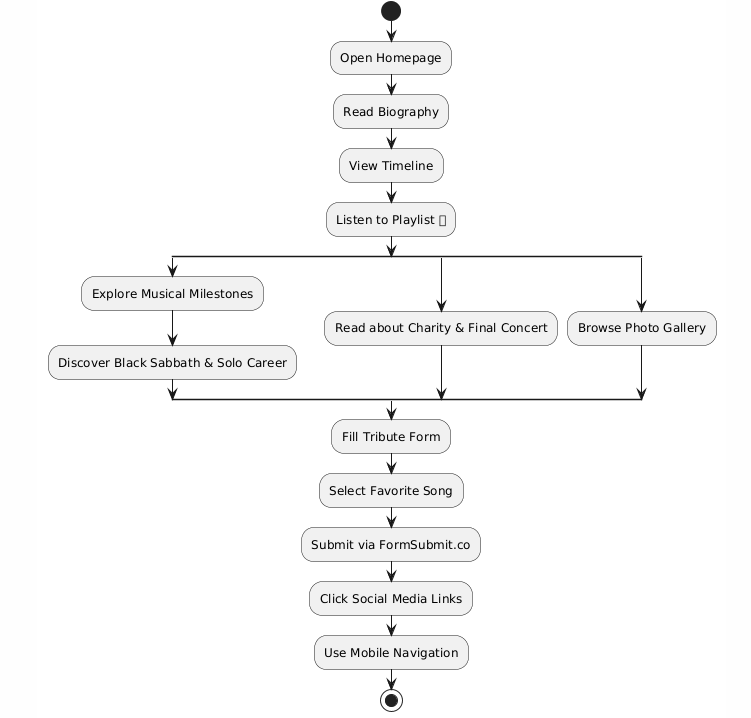 Open Homepage
Read Biography
View Timeline
Listen to Playlist
Explore Musical Milestones
Read about Charity & Final Concert
Browse Photo Gallery
Discover Black Sabbath & Solo Career
Fill Tribute Form
Select Favorite Song
Submit via FormSubmit.co
Click Social Media Links
Use Mobile Navigation